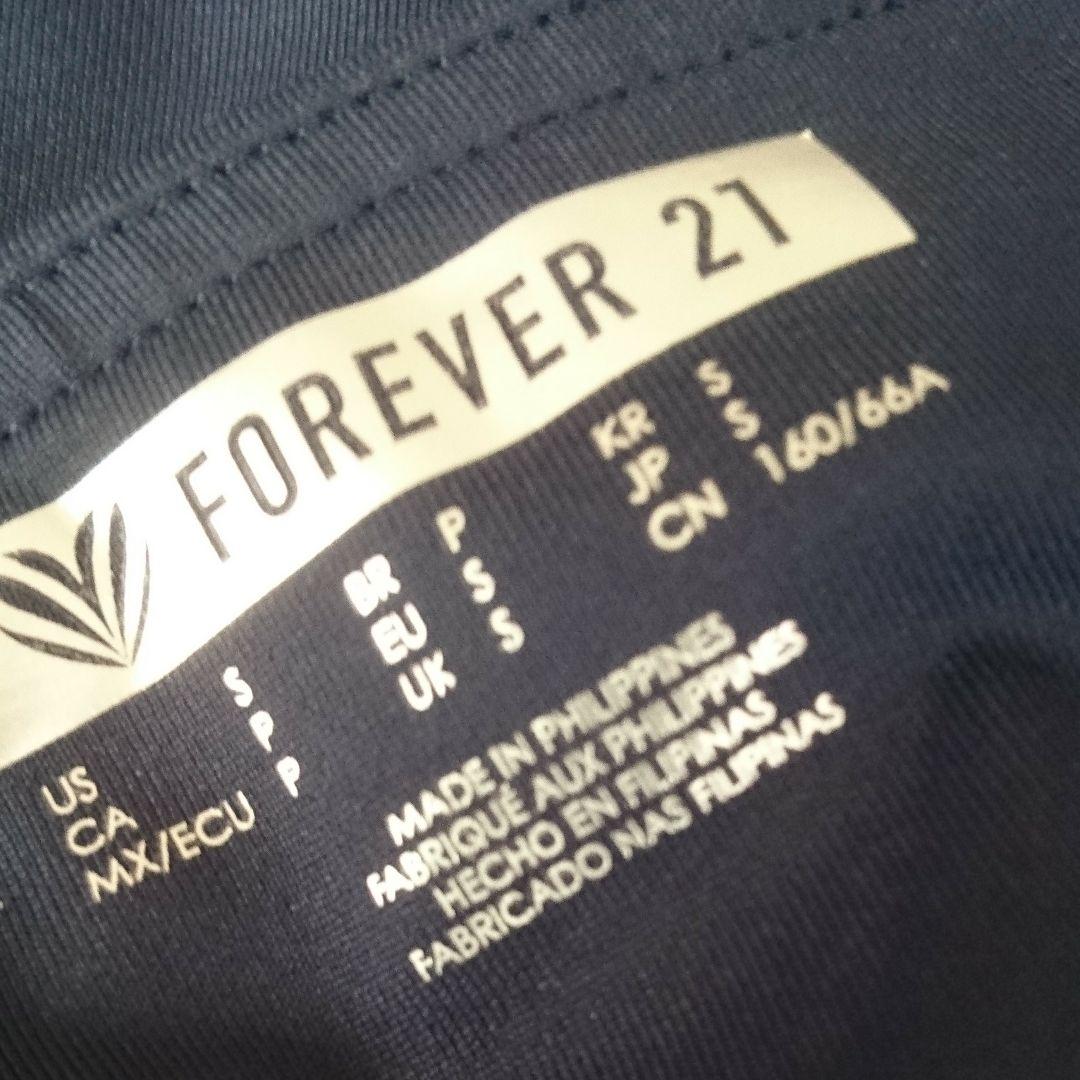 FOREVER 21
US S
CA P
MX/ECU P
BR P
EU S
UK S
KR S
JP S
CN 160/66A
MADE IN PHILIPPINES
FABRIQUÉ AUX PHILIPPINES
HECHO EN FILIPINAS
FABRICADO NAS FILIPINAS